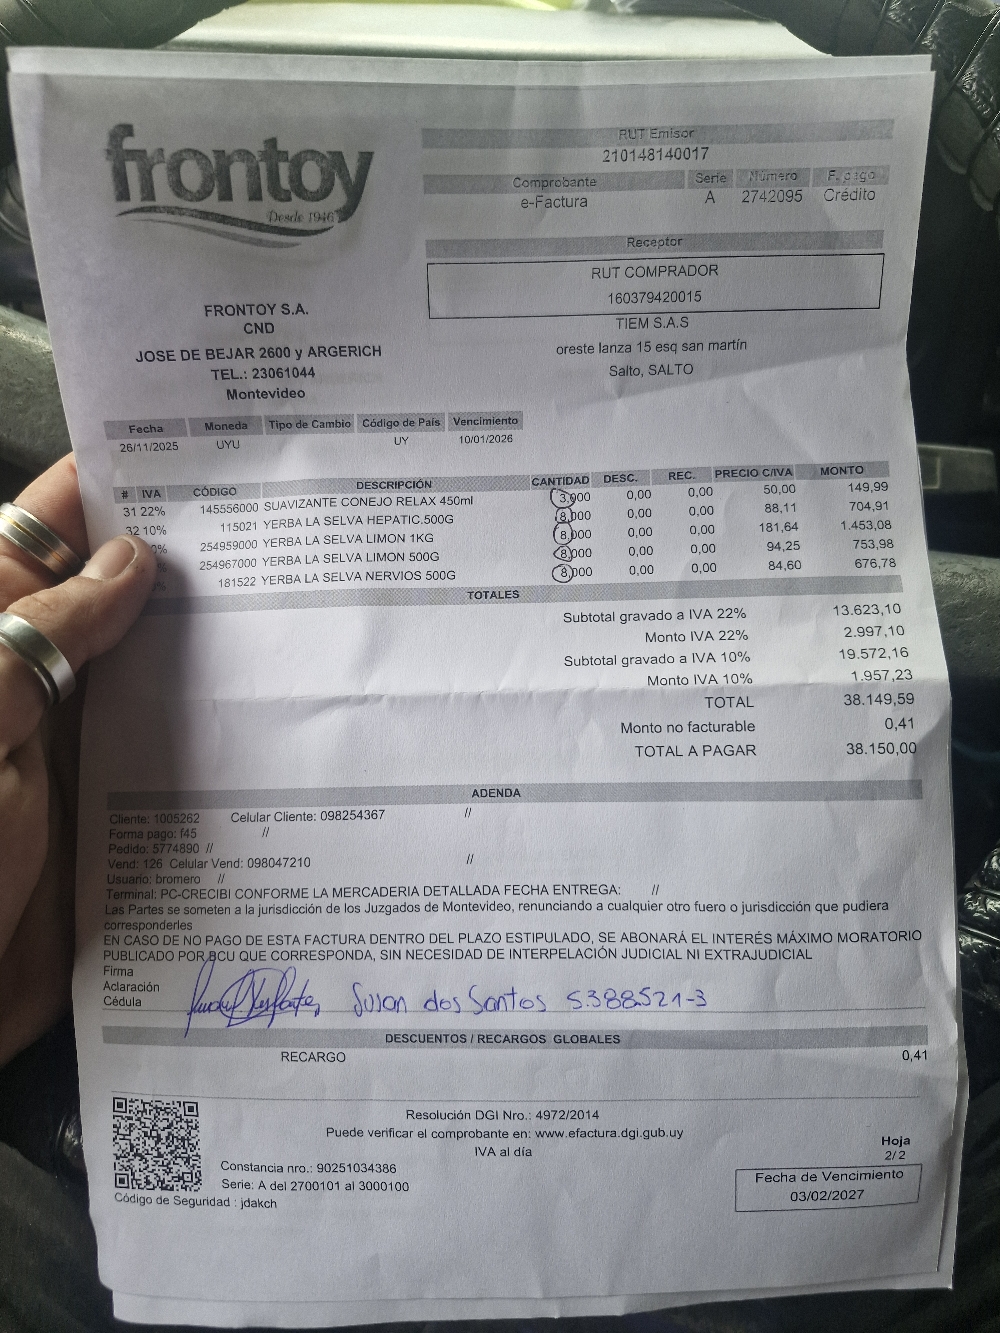 frontoy
Desde 1946
RUT Emisor
210148140017
Comprobante Serie Número F. pago
e-Factura A 2742095 Crédito
Receptor
RUT COMPRADOR
160379420015
TIEM S.A.S
oreste lanza 15 esq san martín
Salto, SALTO
FRONTOY S.A.
CND
JOSE DE BEJAR 2600 y ARGERICH
TEL.: 23061044
Montevideo
Fecha Moneda Tipo de Cambio Código de País Vencimiento
26/11/2025 UYU UY 10/01/2026
# IVA CÓDIGO DESCRIPCIÓN CANTIDAD DESC. REC. PRECIO C/IVA MONTO
31 22% 145556000 SUAVIZANTE CONEJO RELAX 450ml 3,000 0,00 0,00 50,00 149,99
32 10% 115021 YERBA LA SELVA HEPATIC.500G 8,000 0,00 0,00 88,11 704,91
254959000 YERBA LA SELVA LIMON 1KG 8,000 0,00 0,00 181,64 1.453,08
254967000 YERBA LA SELVA LIMON 500G 8,000 0,00 0,00 94,25 753,98
181522 YERBA LA SELVA NERVIOS 500G 8,000 0,00 0,00 84,60 676,78
TOTALES
Subtotal gravado a IVA 22% 13.623,10
Monto IVA 22% 2.997,10
Subtotal gravado a IVA 10% 19.572,16
Monto IVA 10% 1.957,23
TOTAL 38.149,59
Monto no facturable 0,41
TOTAL A PAGAR 38.150,00
ADENDA
Cliente: 1005262 Celular Cliente: 098254367 //
Forma pago: f45 //
Pedido: 5774890 //
Vend: 126 Celular Vend: 098047210 //
Usuario: bromero //
Terminal: PC-CRECIBI CONFORME LA MERCADERIA DETALLADA FECHA ENTREGA: //
Las Partes se someten a la jurisdicción de los Juzgados de Montevideo, renunciando a cualquier otro fuero o jurisdicción que pudiera
corresponderles
EN CASO DE NO PAGO DE ESTA FACTURA DENTRO DEL PLAZO ESTIPULADO, SE ABONARÁ EL INTERÉS MÁXIMO MORATORIO
PUBLICADO POR BCU QUE CORRESPONDA, SIN NECESIDAD DE INTERPELACIÓN JUDICIAL NI EXTRAJUDICIAL
Firma
Aclaración
Cédula
Susan dos Santos 5.388.521-3
DESCUENTOS / RECARGOS GLOBALES
RECARGO 0,41
Resolución DGI Nro.: 4972/2014
Puede verificar el comprobante en: www.efactura.dgi.gub.uy
IVA al día
Constancia nro.: 90251034386
Serie: A del 2700101 al 3000100
Código de Seguridad : jdakch
Hoja
2/ 2
Fecha de Vencimiento
03/02/2027